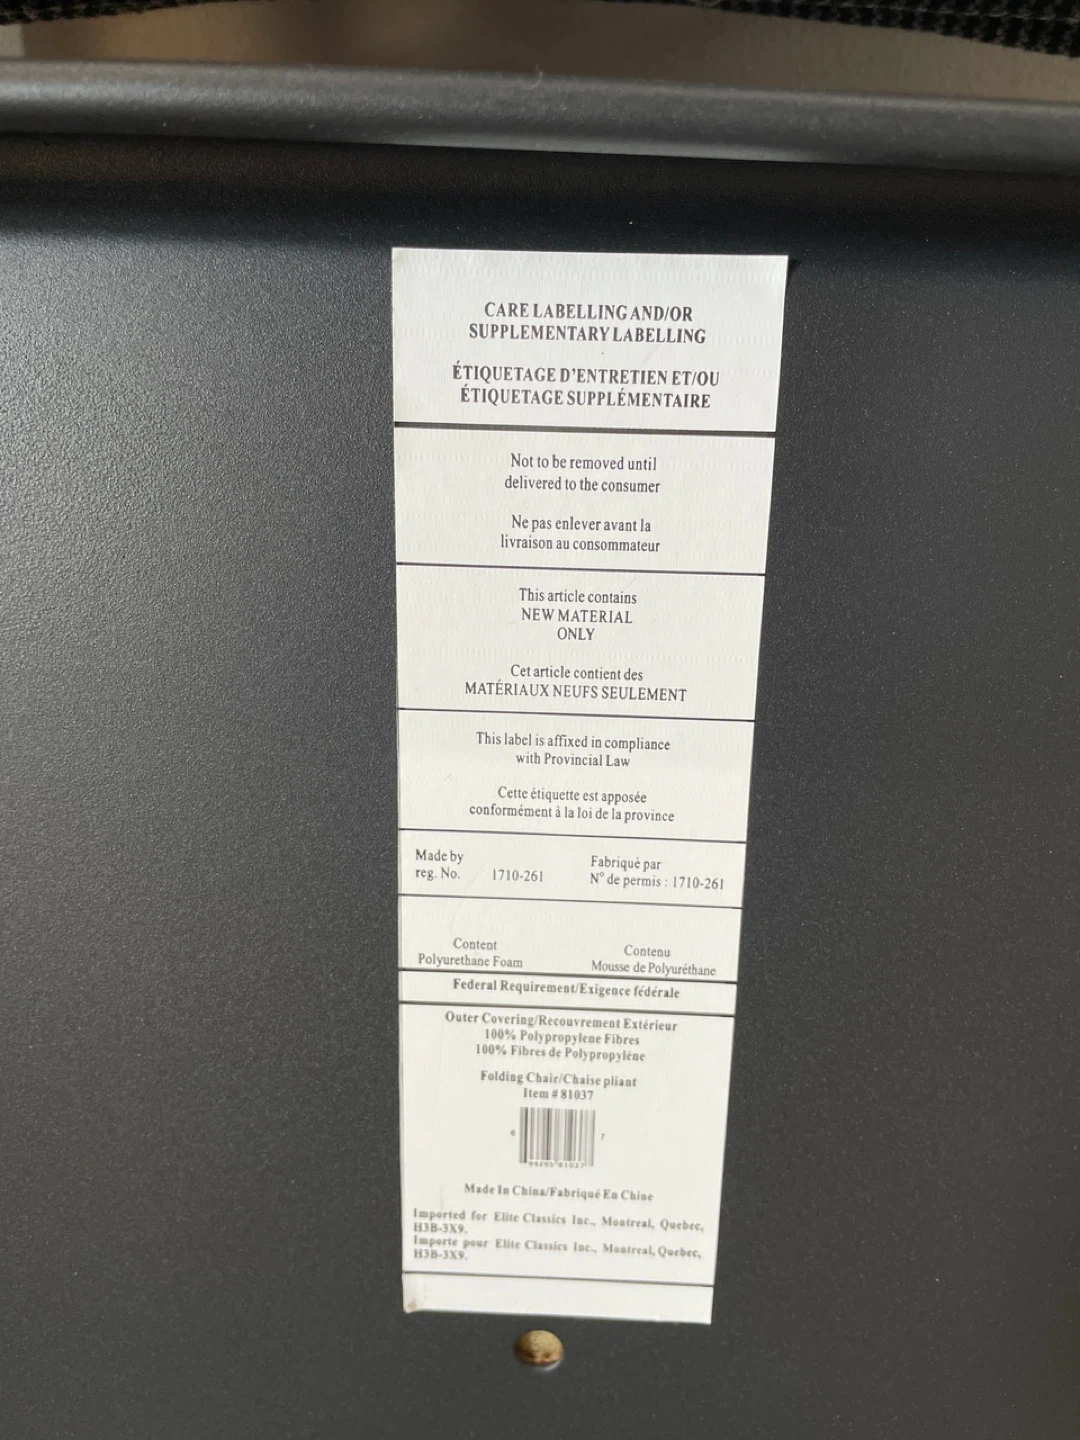 CARE LABELLING AND/OR
SUPPLEMENTARY LABELLING
ÉTIQUETAGE D'ENTRETIEN ET/OU
ÉTIQUETAGE SUPPLÉMENTAIRE
Not to be removed until
delivered to the consumer
Ne pas enlever avant la
livraison au consommateur
This article contains
NEW MATERIAL
ONLY
Cet article contient des
MATÉRIAUX NEUFS SEULEMENT
This label is affixed in compliance
with Provincial Law
Cette étiquette est apposée
conformément à la loi de la province
Made by
reg. No. 1710-261
Fabriqué par
N° de permis : 1710-261
Content
Polyurethane Foam
Contenu
Mousse de Polyuréthane
Federal Requirement/Exigence fédérale
Outer Covering/Recouvrement Extérieur
100% Polypropylene Fibres
100% Fibres de Polypropylène
Folding Chair/Chaise pliant
Item # 81037
6 7
Made In China/Fabriqué En Chine
Imported for Elite Classics Inc., Montreal, Quebec,
H3B-3X9.
Importe pour Elite Classics Inc., Montreal, Quebec,
H3B-3X9.